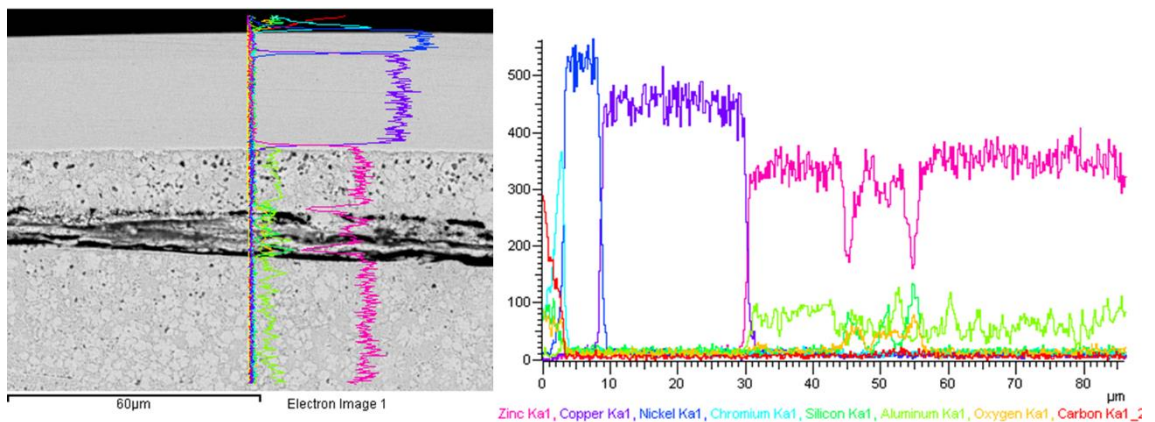 60µm Electron Image 1
500
400
300
200
100
0
0 10 20 30 40 50 60 70 80
µm
Zinc Ka1, Copper Ka1, Nickel Ka1, Chromium Ka1, Silicon Ka1, Aluminum Ka1, Oxygen Ka1, Carbon Ka1_2